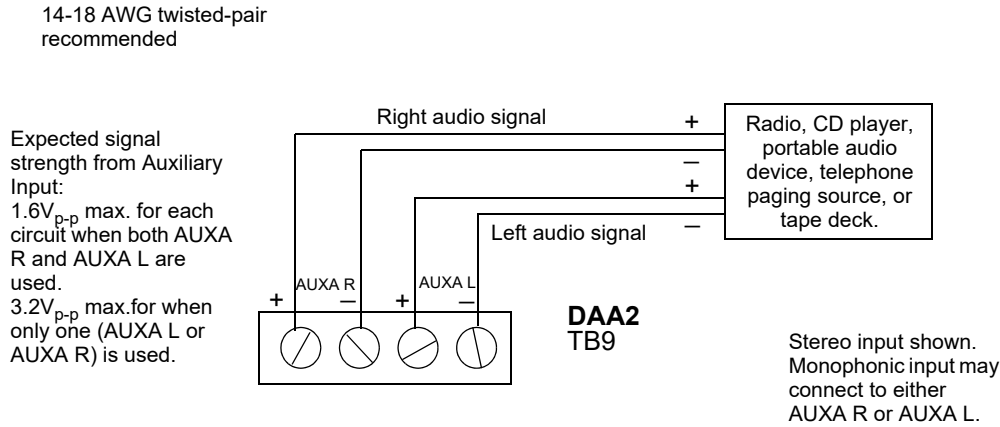 14-18 AWG twisted-pair
recommended
Expected signal
strength from Auxiliary
Input:
1.6Vp-p max. for each
circuit when both AUXA
R and AUXA L are
used.
3.2Vp-p max.for when
only one (AUXA L or
AUXA R) is used.
Right audio signal
+
–
+
–
Left audio signal
Radio, CD player,
portable audio
device, telephone
paging source, or
tape deck.
AUXA R
AUXA L
+
–
+
–
DAA2
TB9
Stereo input shown.
Monophonic input may
connect to either
AUXA R or AUXA L.